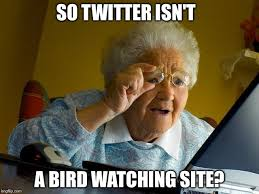 SO TWITTER ISN'T
A BIRD WATCHING SITE?
imgflip.com